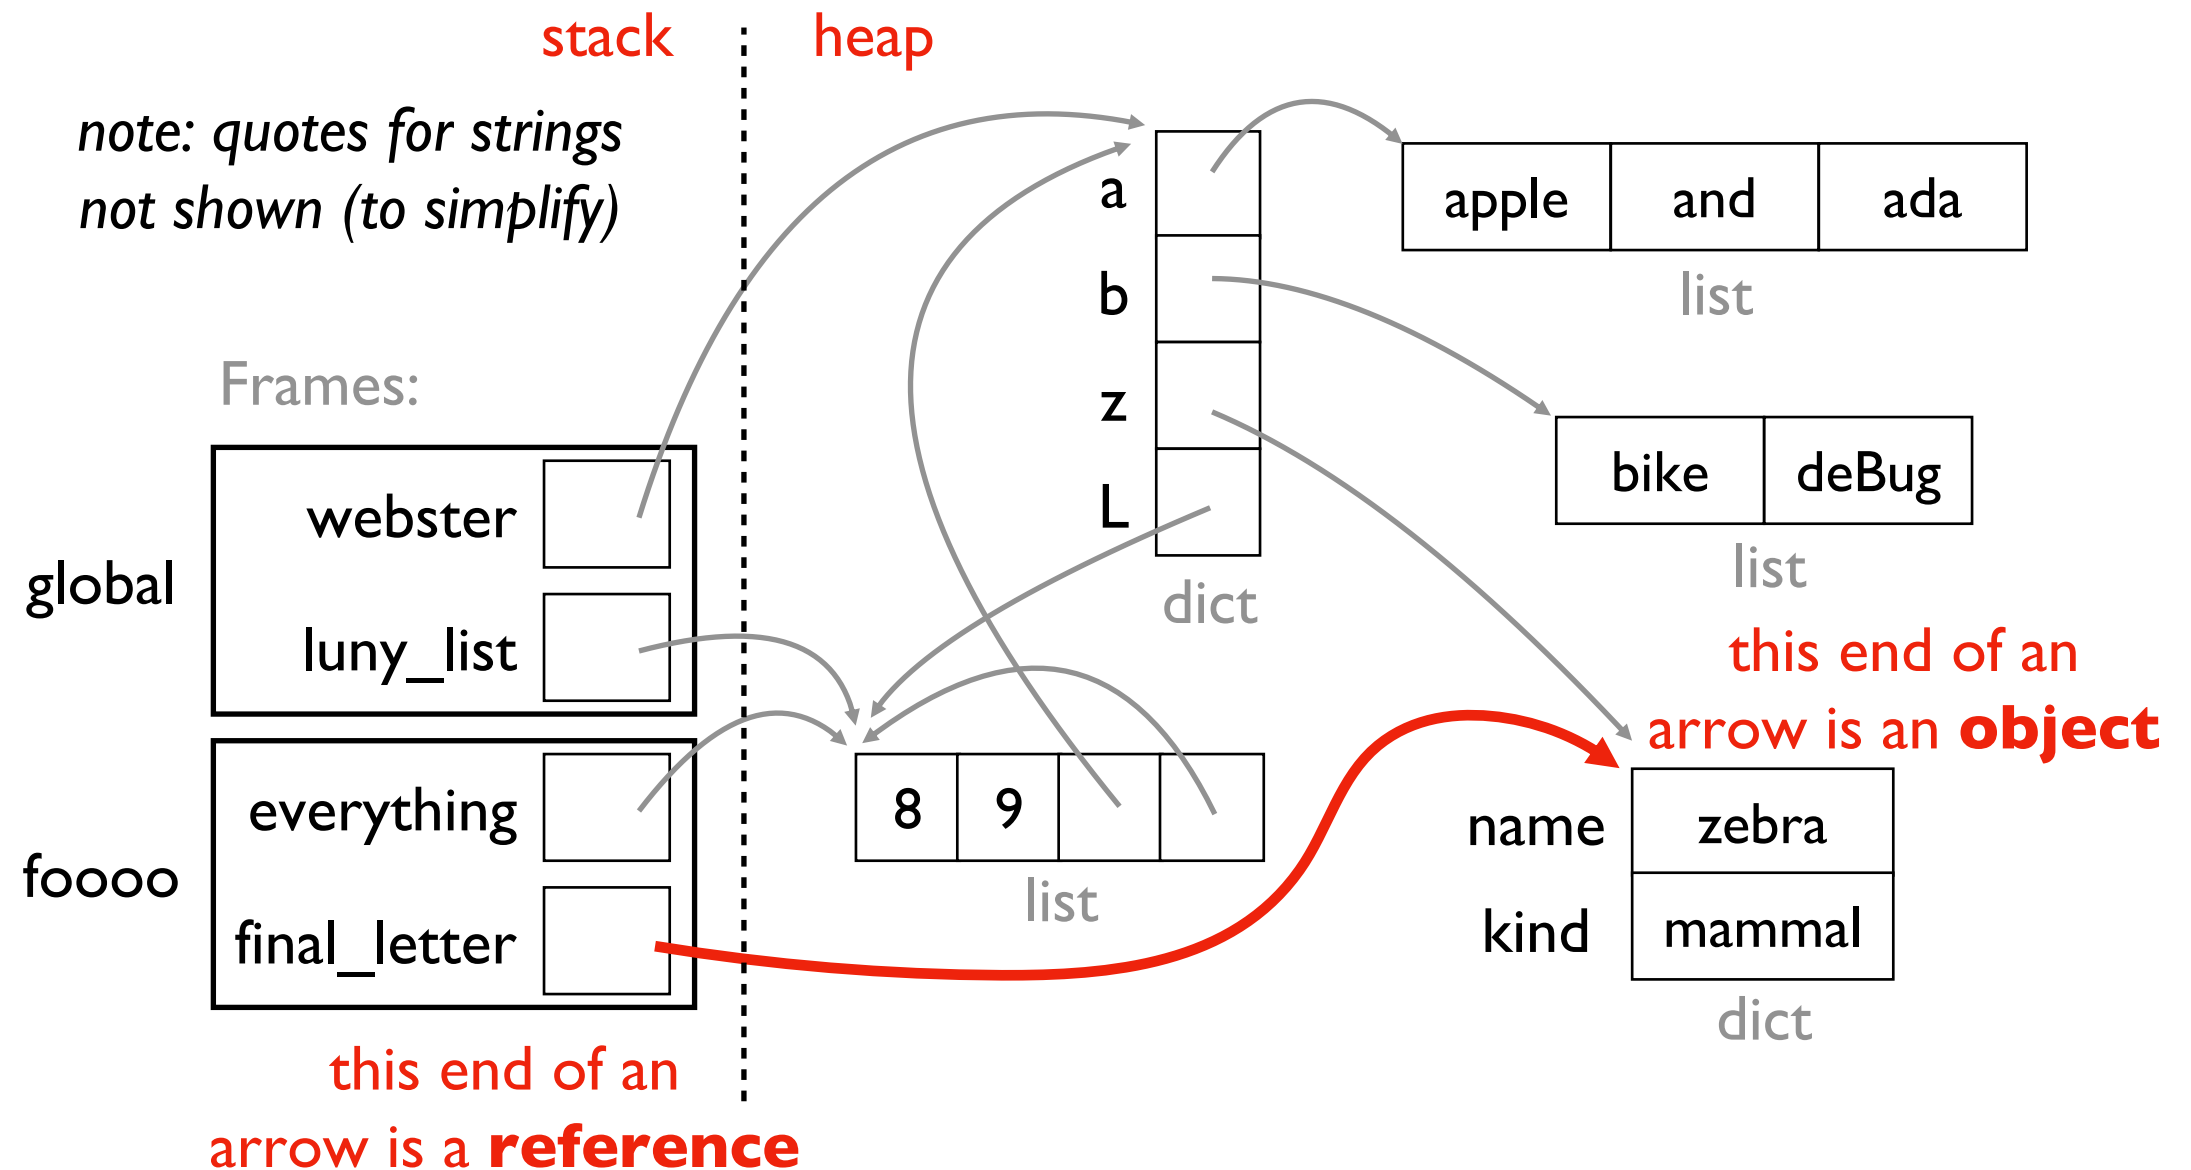 stack
heap
note: quotes for strings
not shown (to simplify)
Frames:
global
webster
luny_list
foooo
everything
final_letter
this end of an
arrow is a reference
a
b
z
L
dict
apple and ada
list
bike deBug
list
this end of an
arrow is an object
8 9
list
name zebra
kind mammal
dict